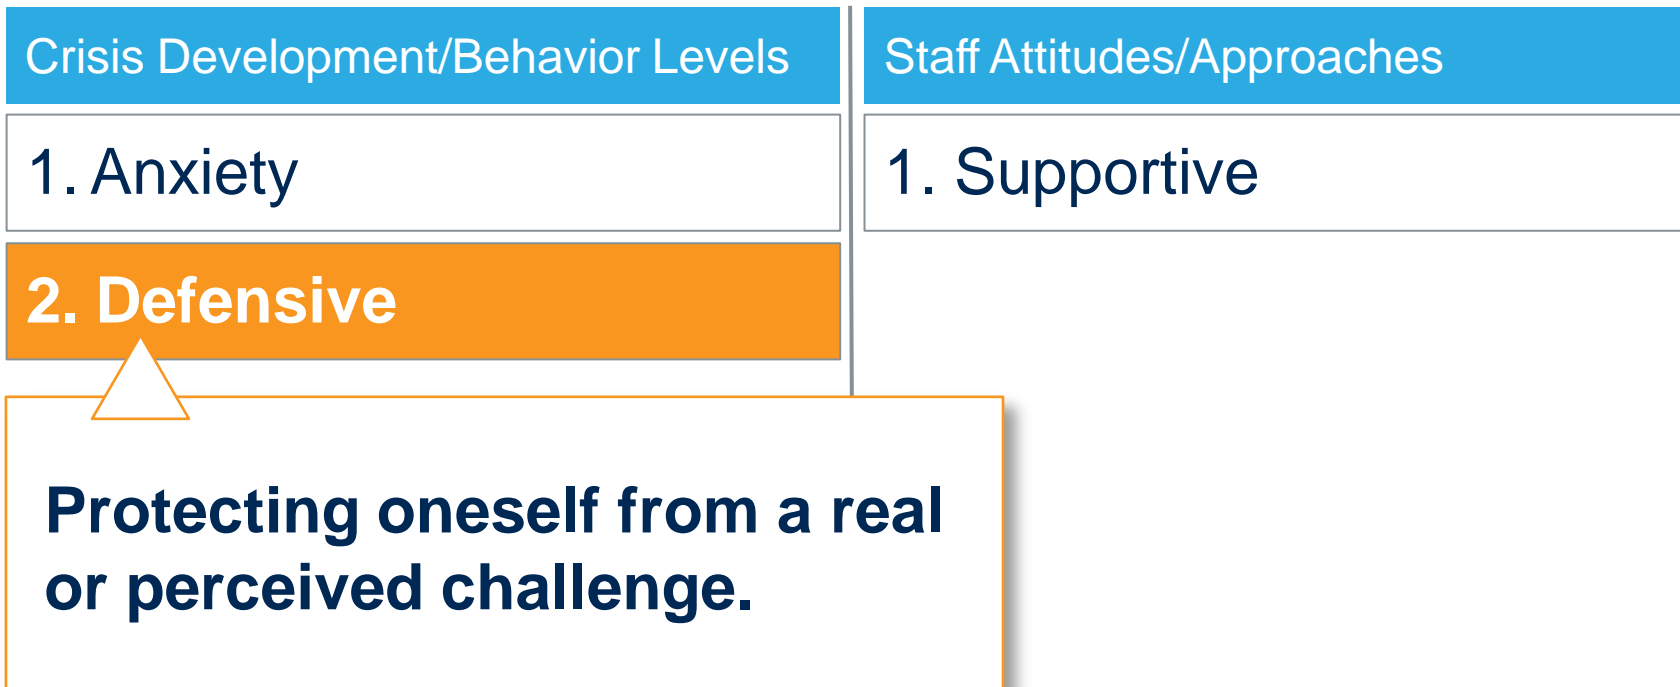 Crisis Development/Behavior Levels
Staff Attitudes/Approaches
1. Anxiety
1. Supportive
2. Defensive
Protecting oneself from a real
or perceived challenge.